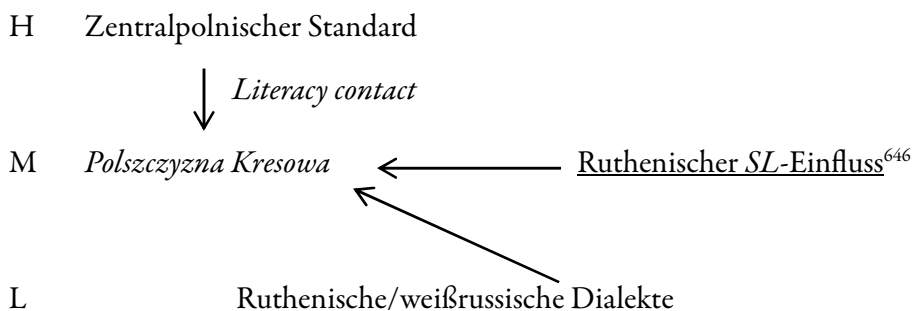 H Zentralpolnischer Standard
Literacy contact
M Polszczyzna Kresowa Ruthenischer SL-Einfluss646
L Ruthenische/weißrussische Dialekte